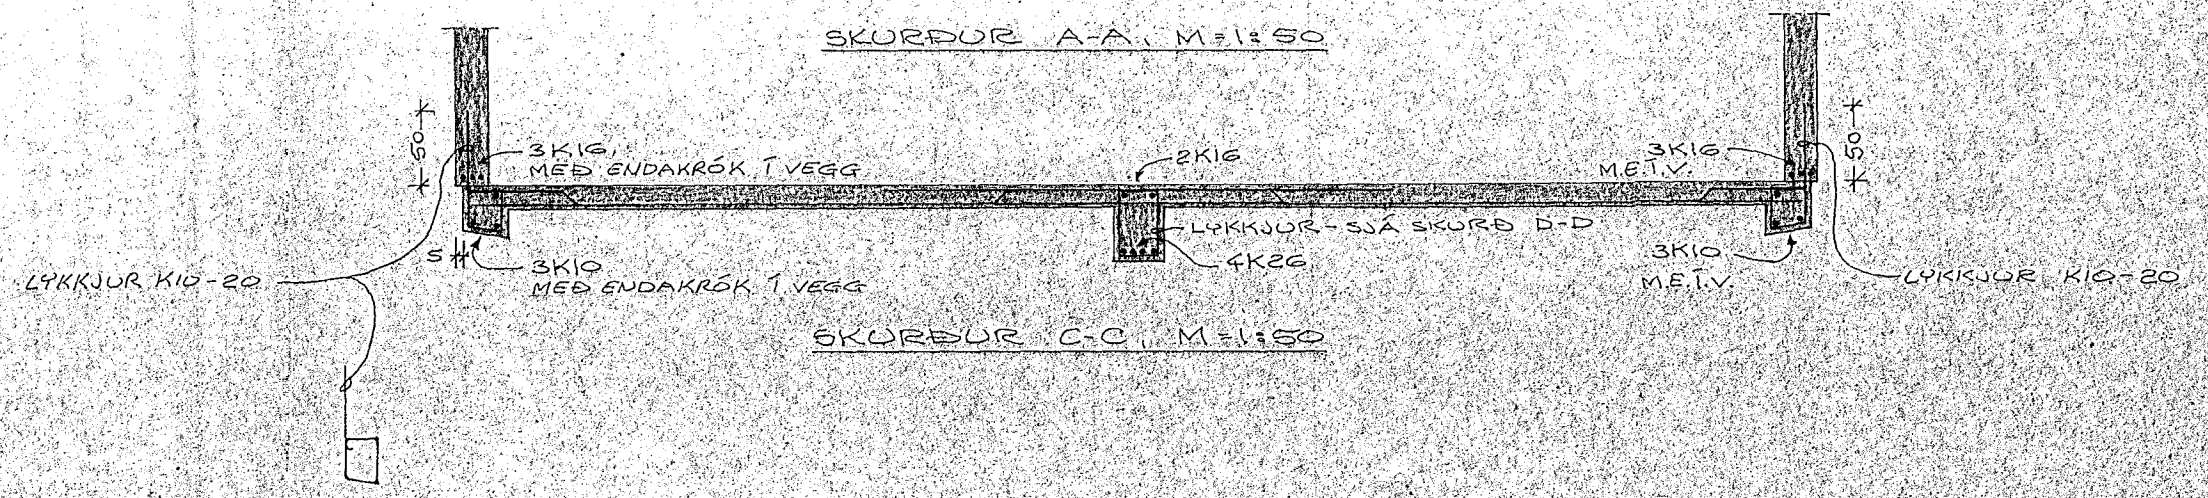 SKURÐUR A-A, M=1:50
50
3K16,
MEÐ ENDAKRÓK Í VEGG
2K16
3K16
M.E.Í.V.
50
LYKKJUR - SJÁ SKURÐ D-D
4K26
5
3K10
MEÐ ENDAKRÓK Í VEGG
3K10
M.E.Í.V.
LYKKJUR K10-20
LYKKJUR K10-20
SKURÐUR C-C, M=1:50